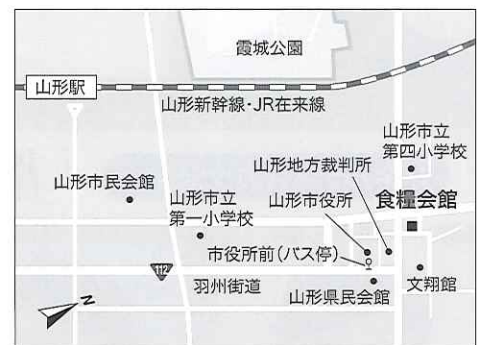 霞城公園
山形駅
山形新幹線・JR在来線
山形市立
第四小学校
山形地方裁判所
山形市民会館
山形市立
第一小学校
山形市役所
食糧会館
市役所前(バス停)
112
羽州街道
山形県民会館
文翔館
N